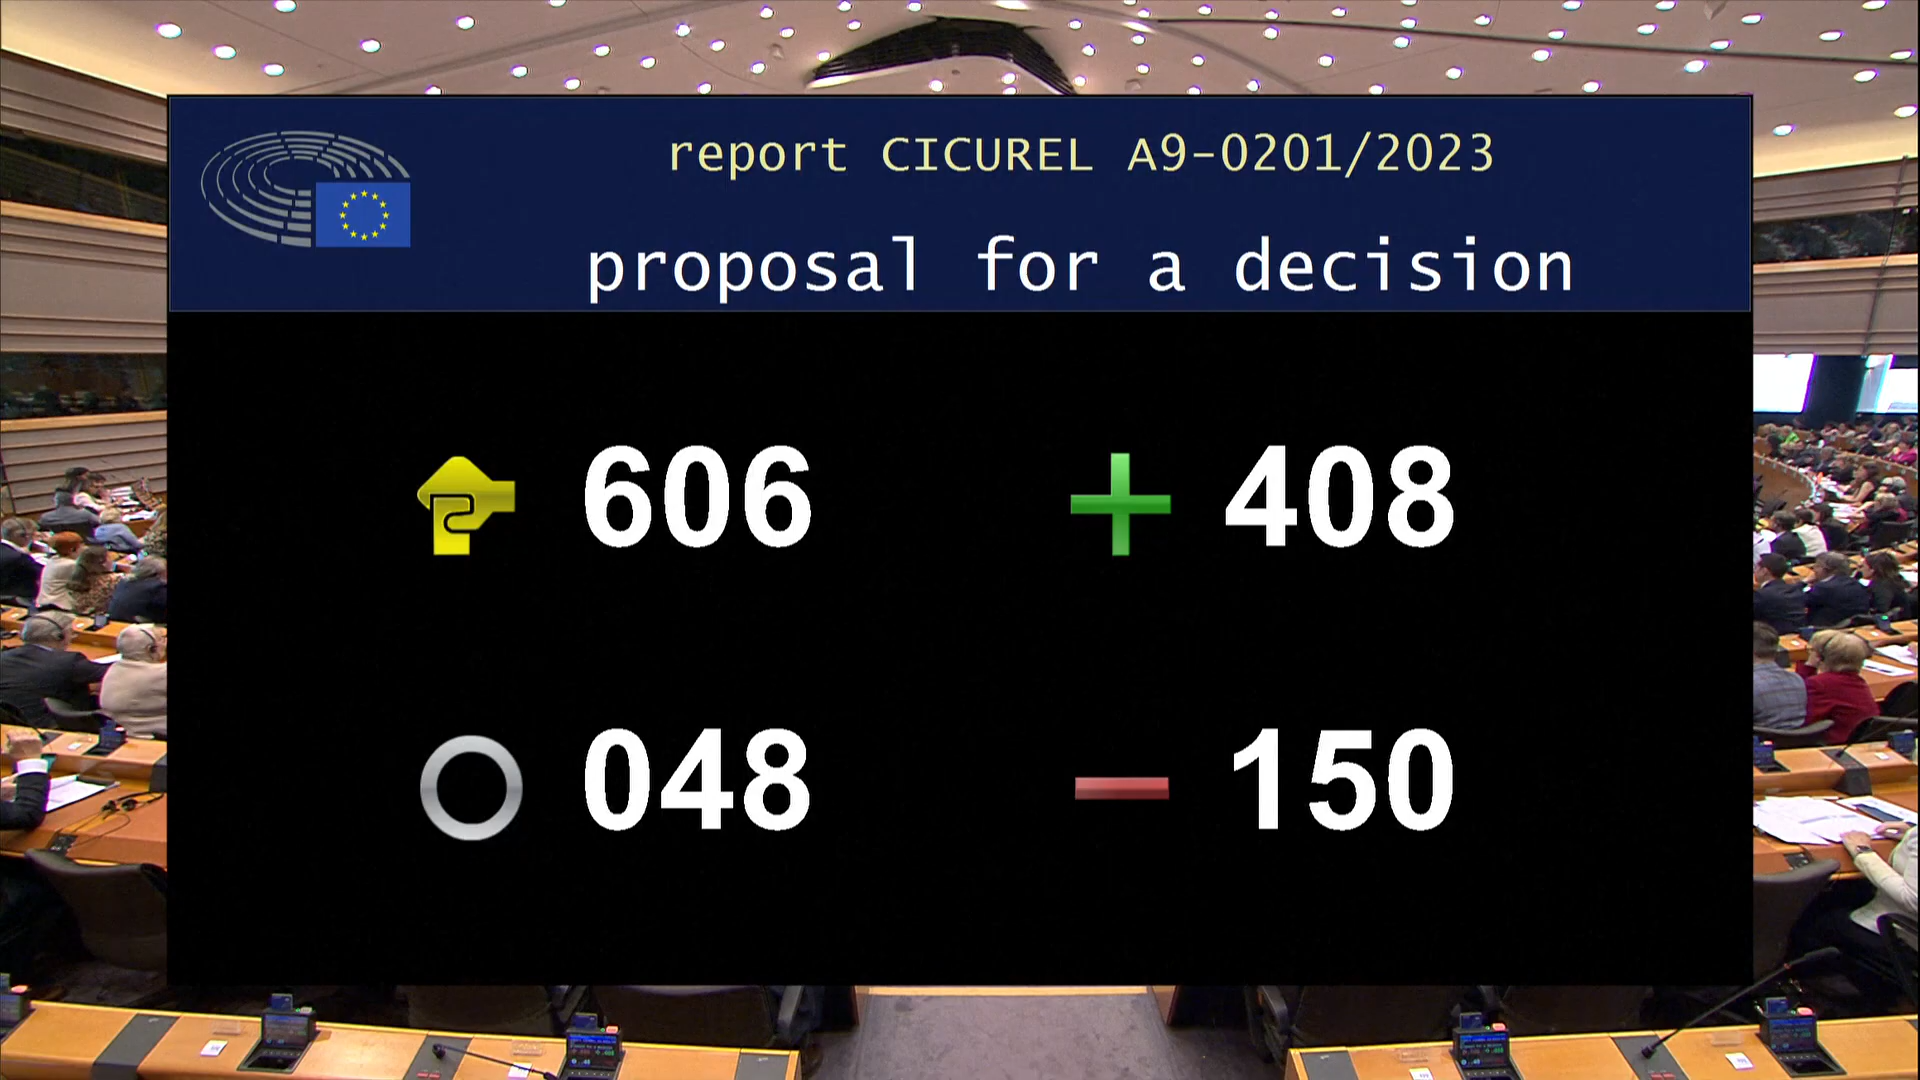 report CICUREL A9-0201/2023
proposal for a decision
606
408
048
150